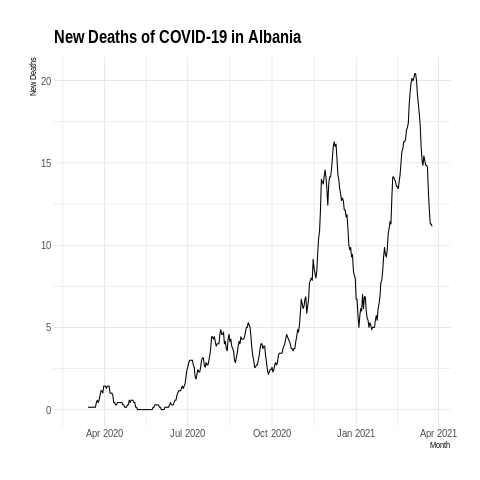 New Deaths of COVID-19 in Albania
New Deaths
20
15
10
5
0
Apr 2020 Jul 2020 Oct 2020 Jan 2021 Apr 2021
Month